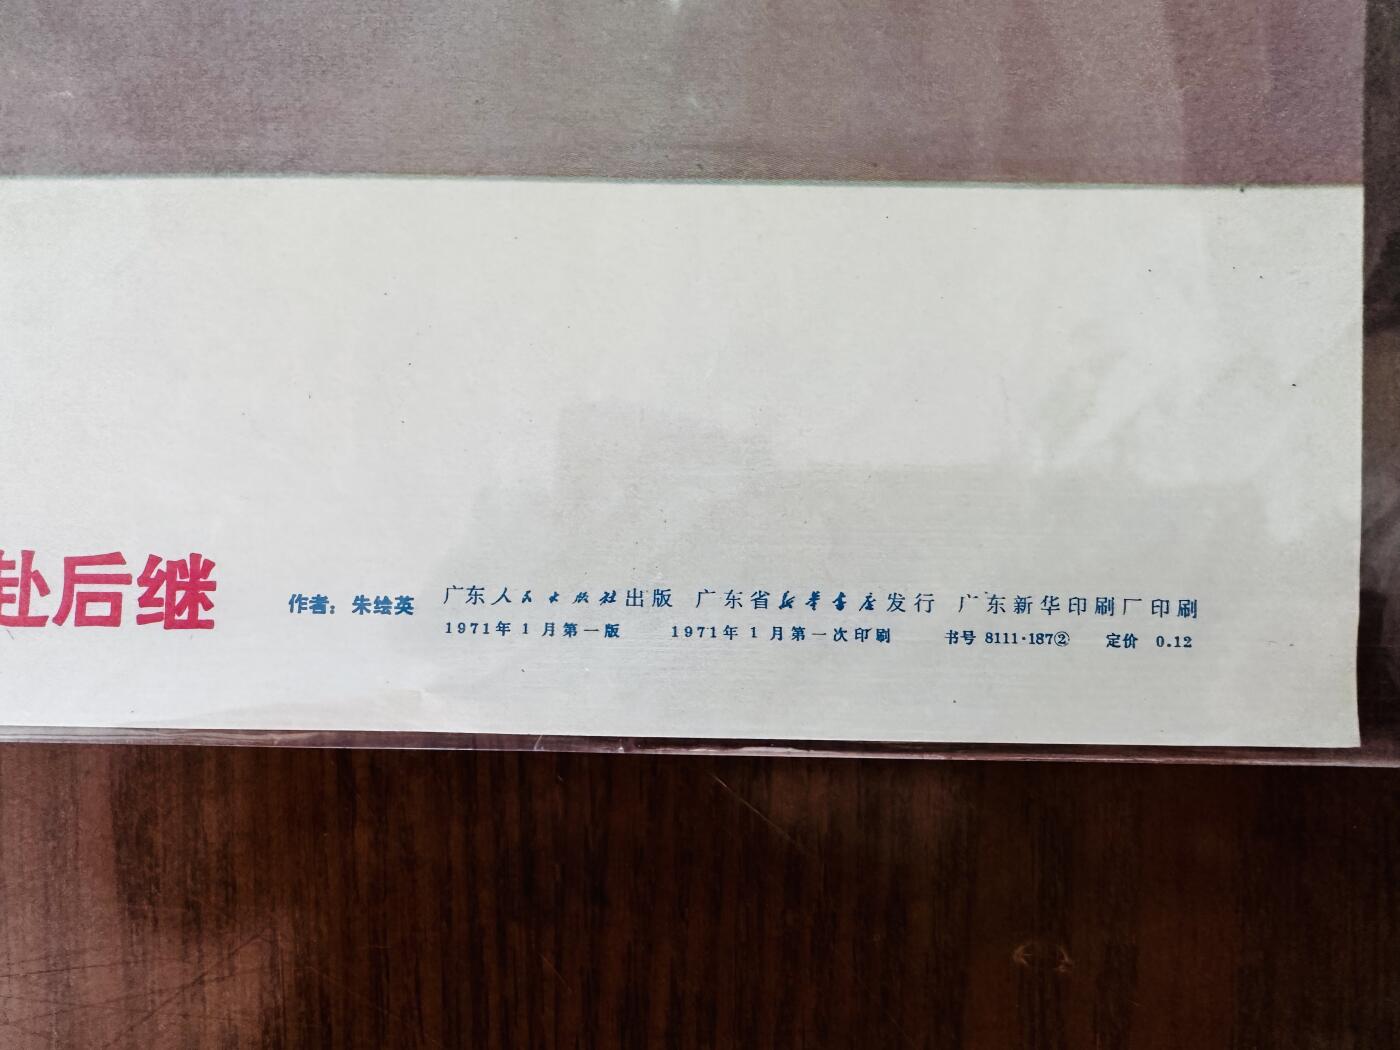 赴后继
作者：朱绘英
广东人民出版社出版 广东省新华书店发行 广东新华印刷厂印刷
1971年1月第一版 1971年1月第一次印刷 书号 8111·187② 定价 0.12